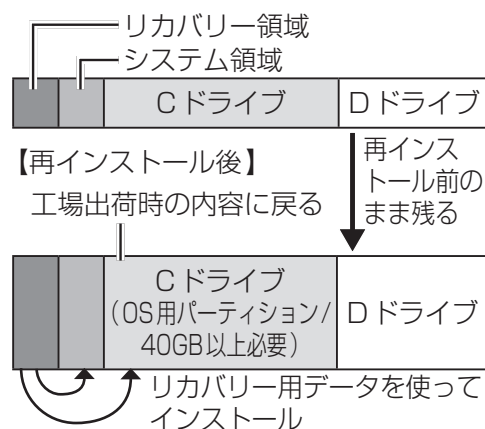 リカバリー領域
システム領域
Cドライブ
Dドライブ
【再インストール後】
工場出荷時の内容に戻る
再インス
トール前の
まま残る
Cドライブ
(OS用パーティション/
40GB以上必要)
Dドライブ
リカバリー用データを使って
インストール